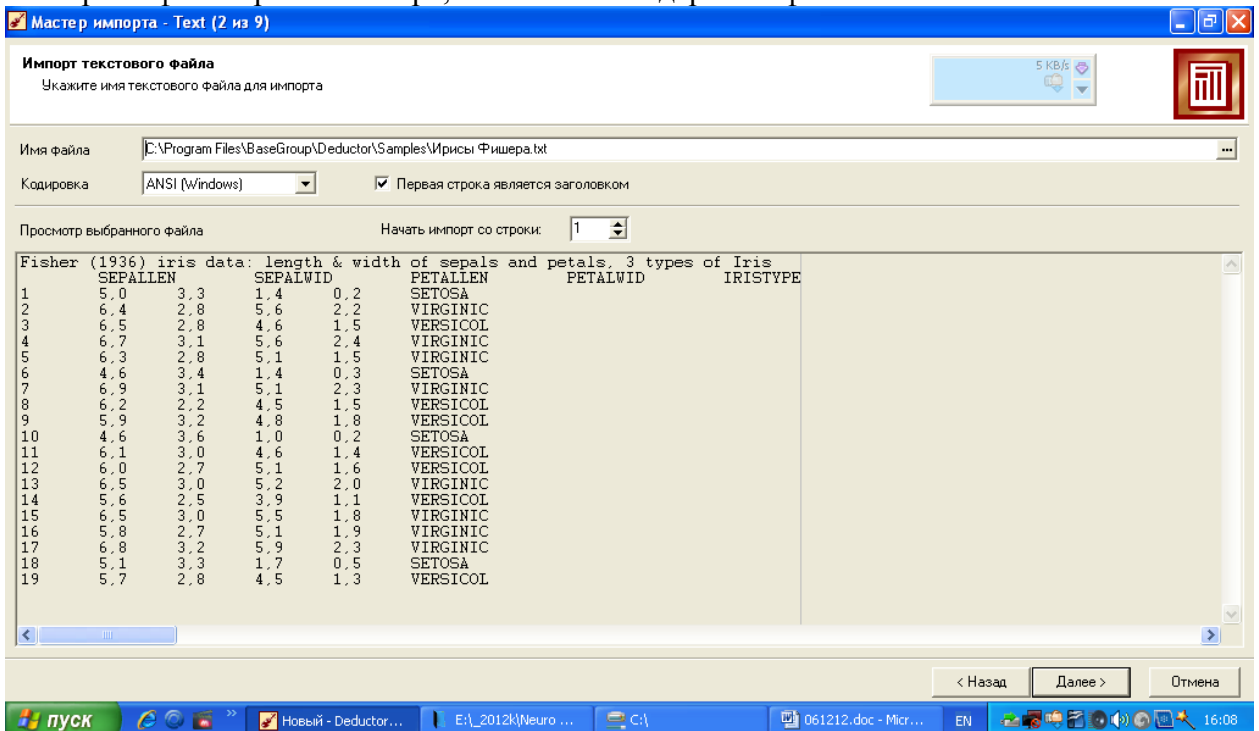 Мастер импорта - Text (2 из 9)
Импорт текстового файла
Укажите имя текстового файла для импорта
5 KB/s
Имя файла C:\Program Files\BaseGroup\Deductor\Samples\Ирисы Фишера.txt ...
Кодировка ANSI (Windows) Первая строка является заголовком
Просмотр выбранного файла Начать импорт со строки: 1
Fisher (1936) iris data: length & width of sepals and petals, 3 types of Iris
SEPALLEN SEPALWID PETALLEN PETALWID IRISTYPE
1 5,0 3,3 1,4 0,2 SETOSA
2 6,4 2,8 5,6 2,2 VIRGINIC
3 6,5 2,8 4,6 1,5 VERSICOL
4 6,7 3,1 5,6 2,4 VIRGINIC
5 6,3 2,8 5,1 1,5 VIRGINIC
6 4,6 3,4 1,4 0,3 SETOSA
7 6,9 3,1 5,1 2,3 VIRGINIC
8 6,2 2,2 4,5 1,5 VERSICOL
9 5,9 3,2 4,8 1,8 VERSICOL
10 4,6 3,6 1,0 0,2 SETOSA
11 6,1 3,0 4,6 1,4 VERSICOL
12 6,0 2,7 5,1 1,6 VERSICOL
13 6,5 3,0 5,2 2,0 VIRGINIC
14 5,6 2,5 3,9 1,1 VERSICOL
15 6,5 3,0 5,5 1,8 VIRGINIC
16 5,8 2,7 5,1 1,9 VIRGINIC
17 6,8 3,2 5,9 2,3 VIRGINIC
18 5,1 3,3 1,7 0,5 SETOSA
19 5,7 2,8 4,5 1,3 VERSICOL
< Назад Далее > Отмена
пуск » Новый - Deductor... E:\_2012k\Neuro ... C:\ 061212.doc - Micr... EN 16:08